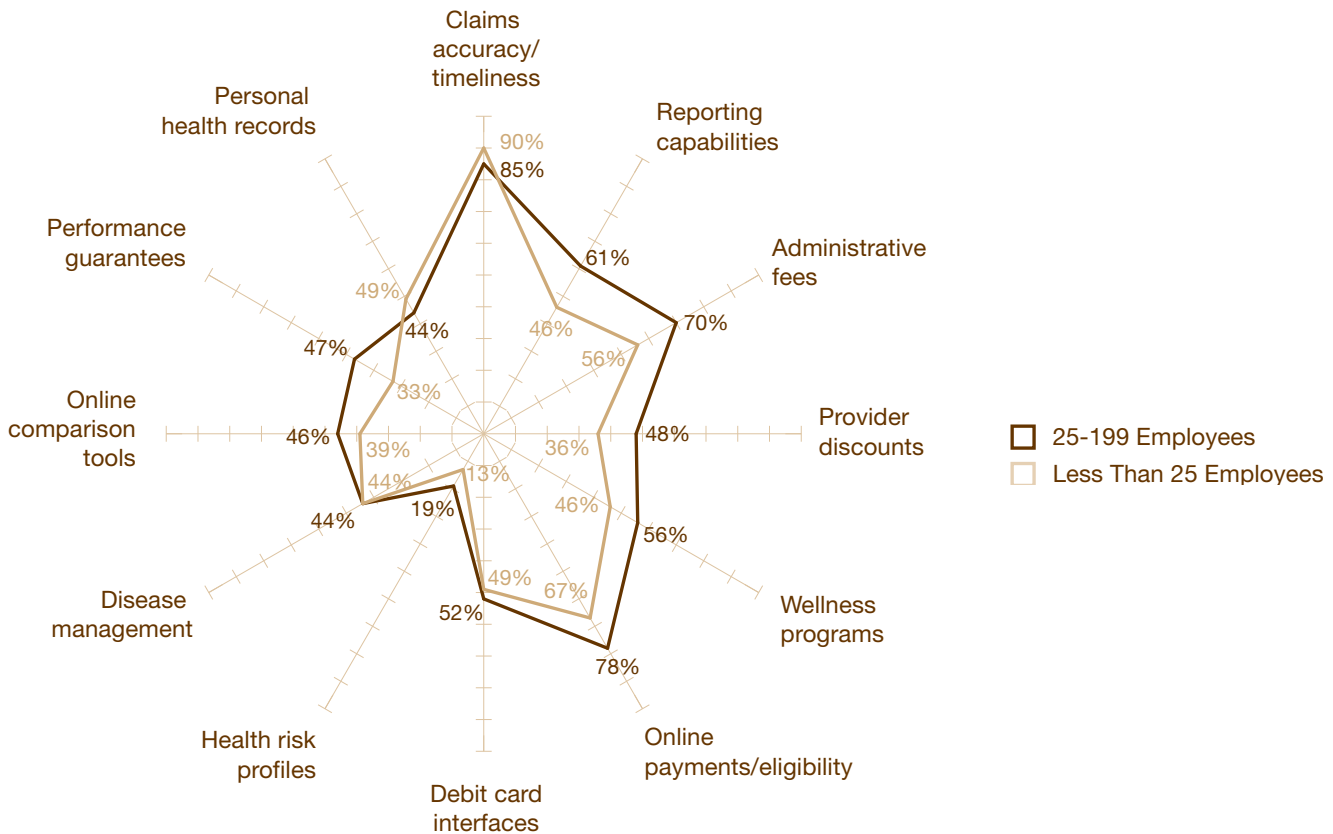 Claims
accuracy/
timeliness
Personal
health records
Reporting
capabilities
90%
85%
Performance
guarantees
Administrative
fees
61%
49%
44%
46%
70%
47%
56%
33%
Online
comparison
tools
Provider
discounts
46%
39%
36%
48%
25-199 Employees
Less Than 25 Employees
44%
13%
44%
19%
46%
56%
49%
67%
52%
Disease
management
Wellness
programs
78%
Health risk
profiles
Online
payments/eligibility
Debit card
interfaces